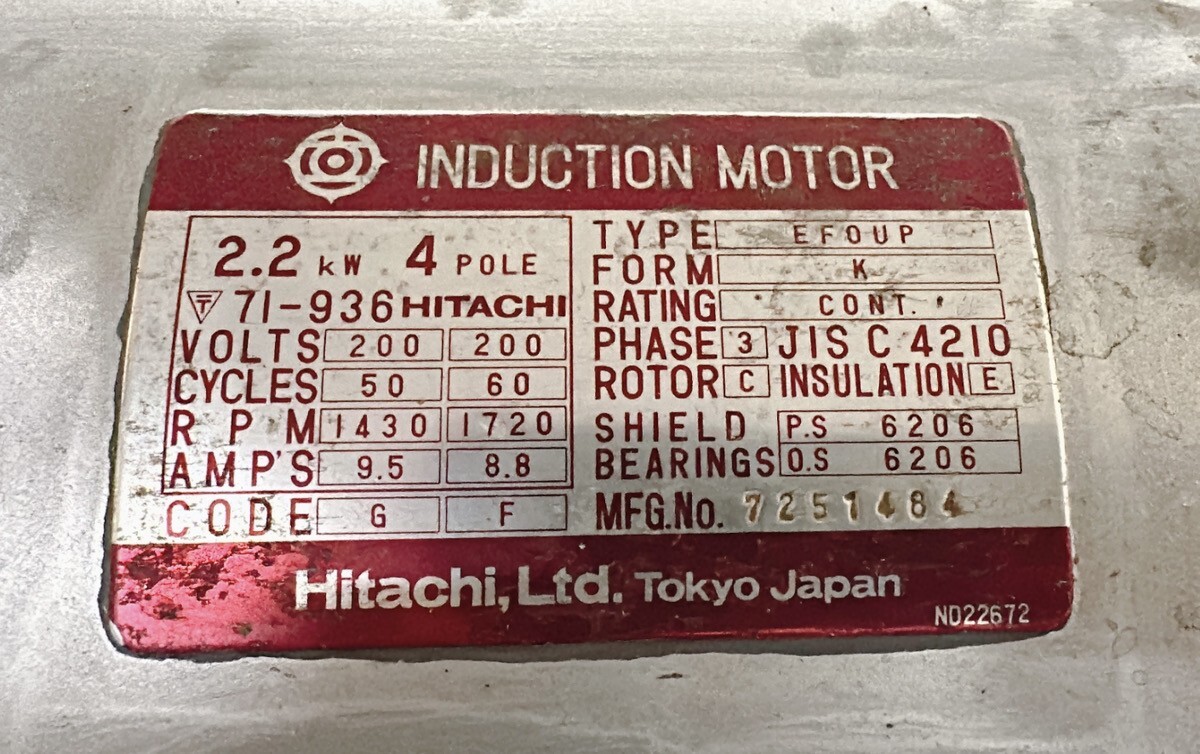 INDUCTION MOTOR
2.2 kW 4 POLE
〒 71-936 HITACHI
VOLTS 200 200
CYCLES 50 60
RPM 1430 1720
AMP'S 9.5 8.8
CODE G F
TYPE EFOUP
FORM K
RATING CONT.
PHASE 3 JIS C 4210
ROTOR C INSULATION E
SHIELD P.S 6206
BEARINGS O.S 6206
MFG.No. 7251484
Hitachi, Ltd. Tokyo Japan
ND22672